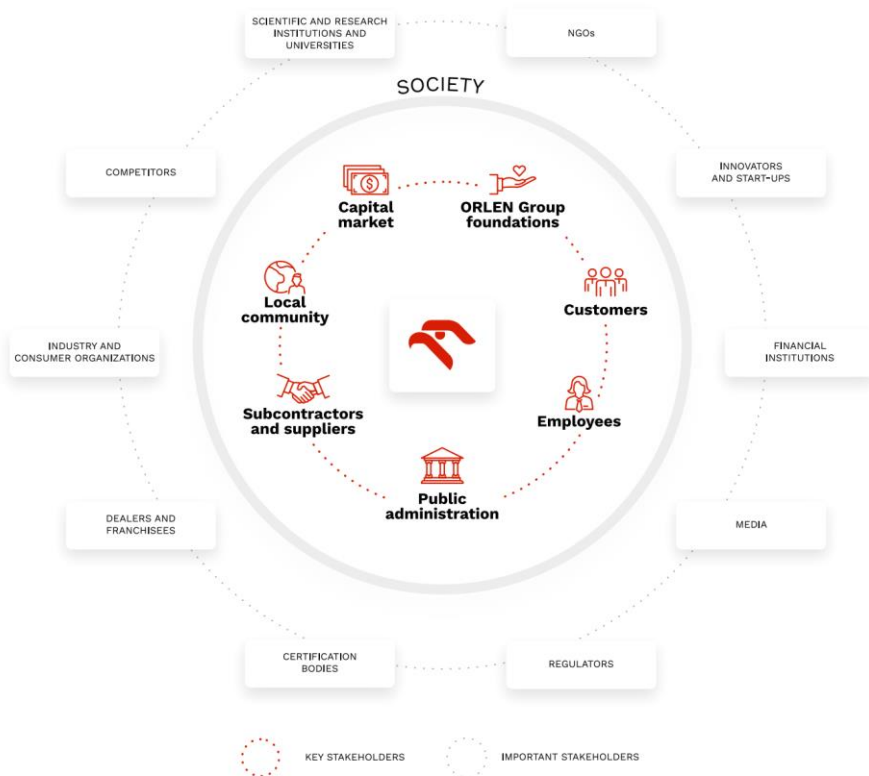 SCIENTIFIC AND RESEARCH
INSTITUTIONS AND
UNIVERSITIES
NGOs
SOCIETY
COMPETITORS
INNOVATORS
AND START-UPS
Capital
market
ORLEN Group
foundations
Local
community
Customers
INDUSTRY AND
CONSUMER ORGANIZATIONS
FINANCIAL
INSTITUTIONS
Subcontractors
and suppliers
Employees
Public
administration
DEALERS AND
FRANCHISEES
MEDIA
CERTIFICATION
BODIES
REGULATORS
KEY STAKEHOLDERS
IMPORTANT STAKEHOLDERS